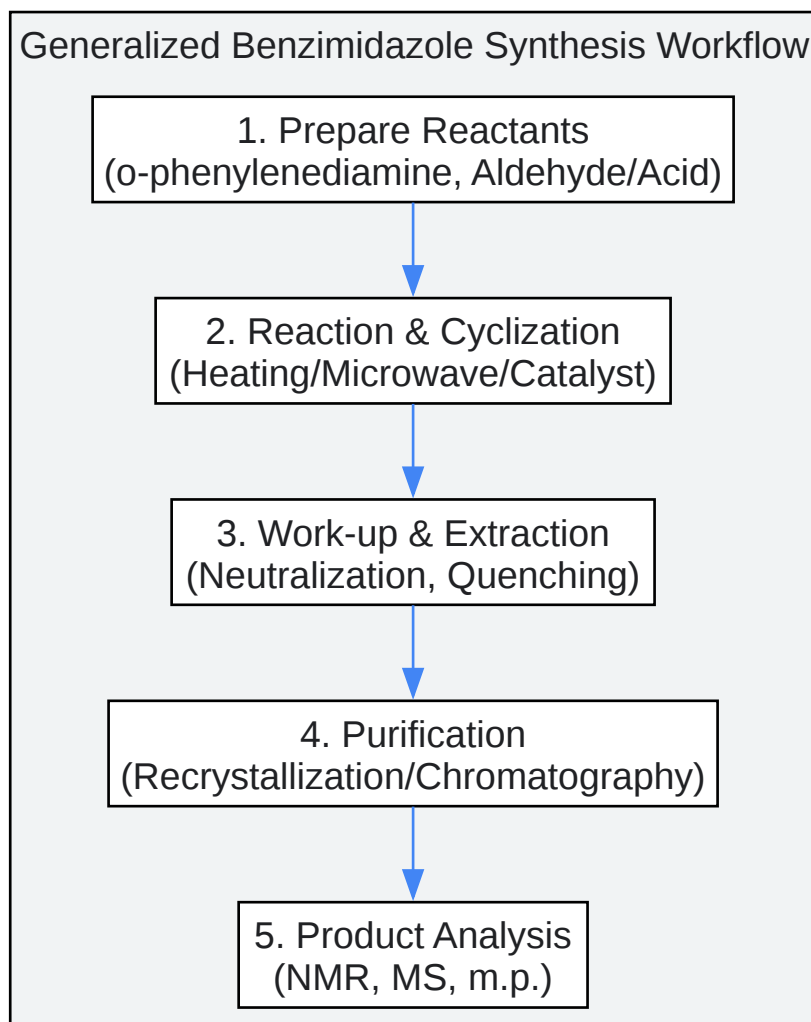 Generalized Benzimidazole Synthesis Workflow
1. Prepare Reactants
(o-phenylenediamine, Aldehyde/Acid)
2. Reaction & Cyclization
(Heating/Microwave/Catalyst)
3. Work-up & Extraction
(Neutralization, Quenching)
4. Purification
(Recrystallization/Chromatography)
5. Product Analysis
(NMR, MS, m.p.)